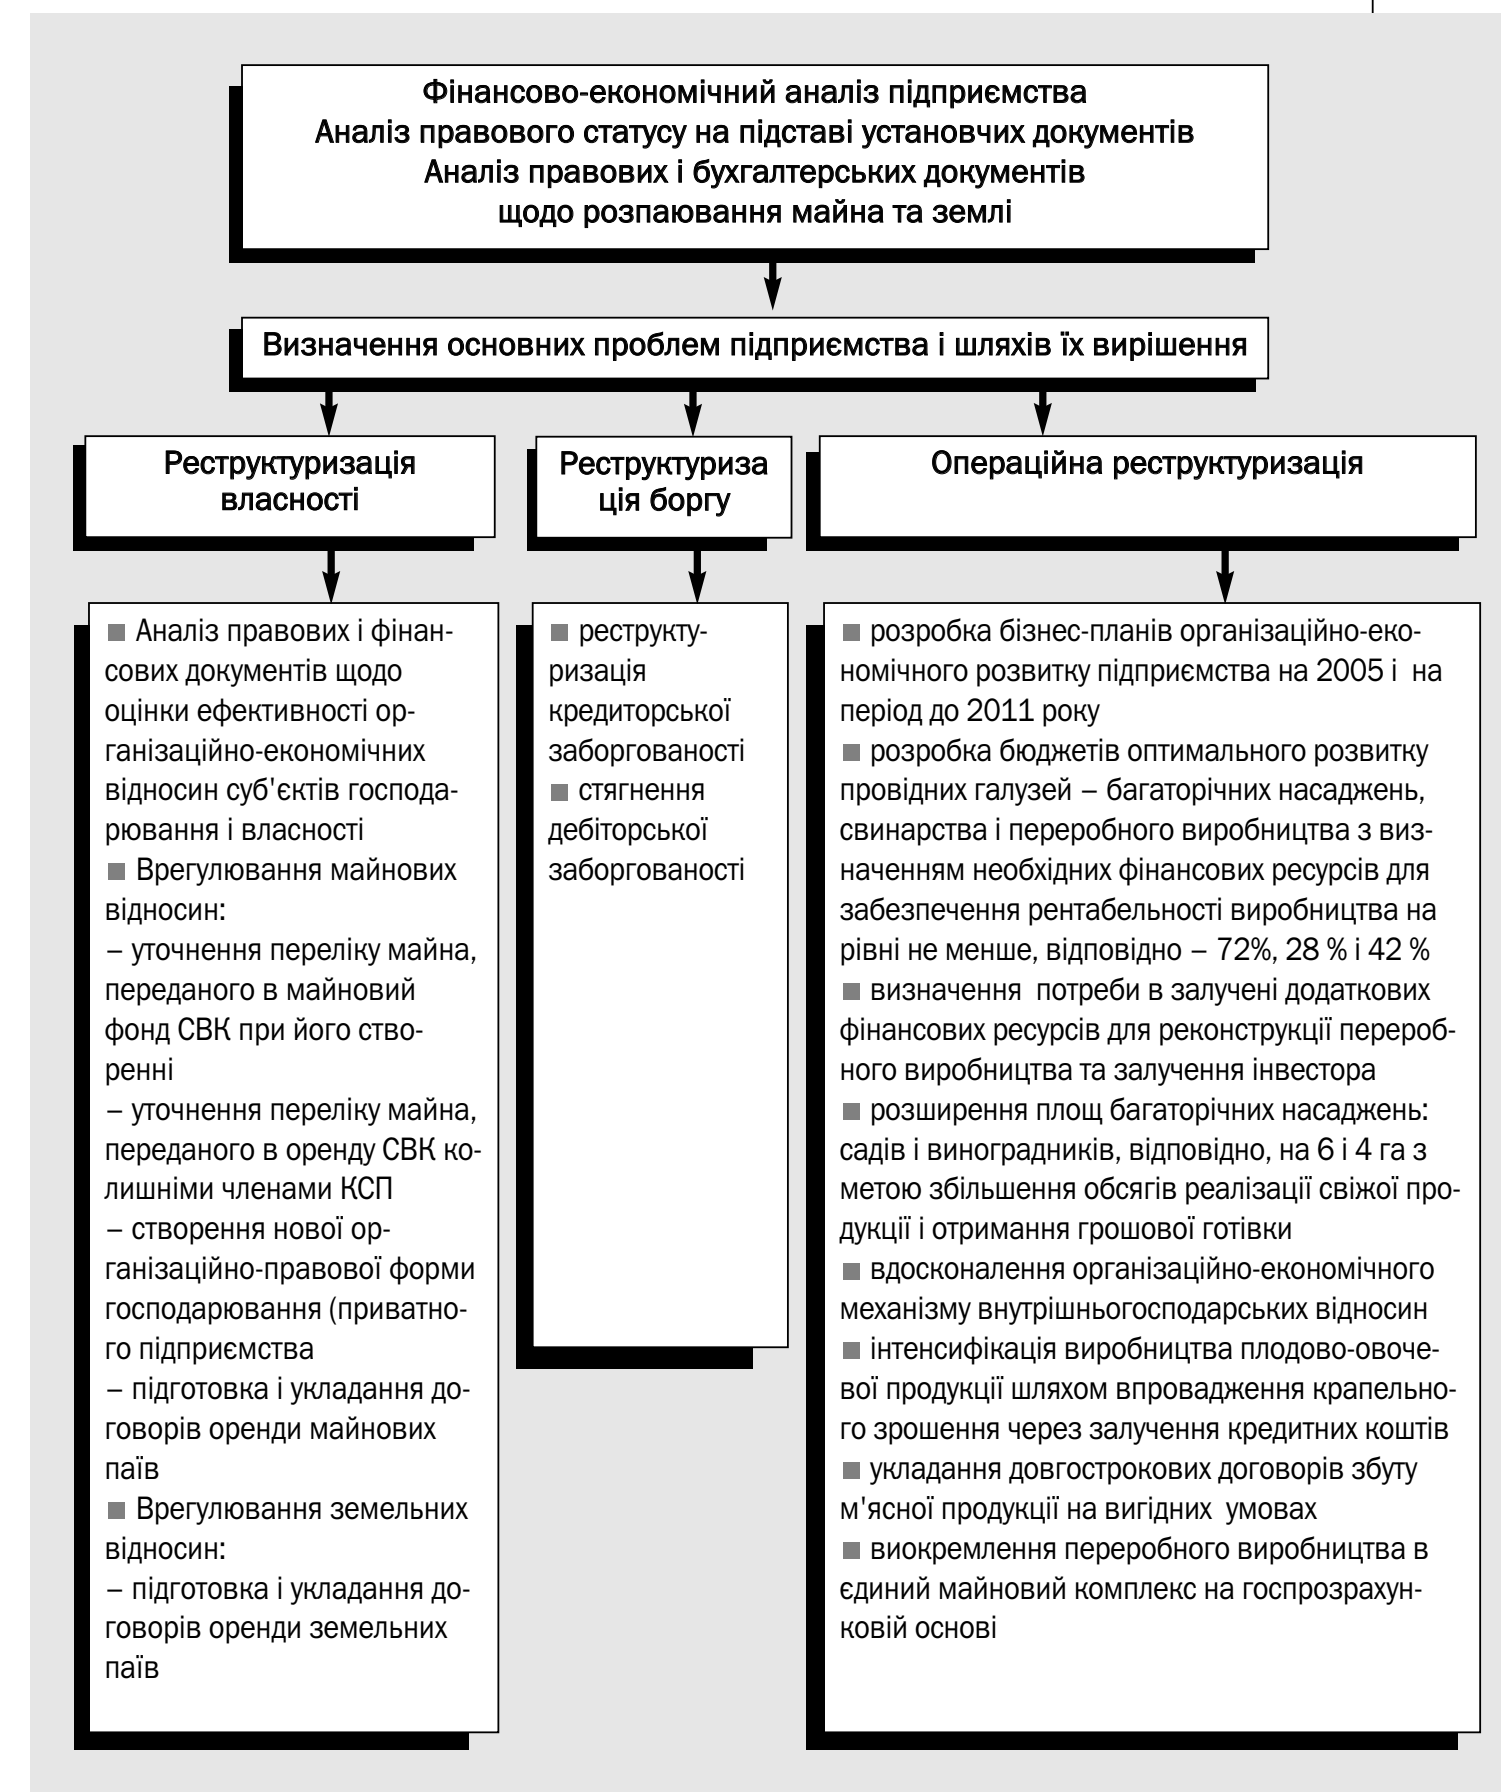 Фінансово-економічний аналіз підприємства
Аналіз правового статусу на підставі установчих документів
Аналіз правових і бухгалтерських документів
щодо розпаювання майна та землі
Визначення основних проблем підприємства і шляхів їх вирішення
Реструктуризація
власності
Реструктуриза
ція боргу
Операційна реструктуризація
■ Аналіз правових і фінан-
сових документів щодо
оцінки ефективності ор-
ганізаційно-економічних
відносин суб'єктів господа-
рювання і власності
■ Врегулювання майнових
відносин:
– уточнення переліку майна,
переданого в майновий
фонд СВК при його ство-
ренні
– уточнення переліку майна,
переданого в оренду СВК ко-
лишніми членами КСП
– створення нової ор-
ганізаційно-правової форми
господарювання (приватно-
го підприємства
– підготовка і укладання до-
говорів оренди майнових
паїв
■ Врегулювання земельних
відносин:
– підготовка і укладання до-
говорів оренди земельних
паїв
■ реструкту-
ризація
кредиторської
заборгованості
■ стягнення
дебіторської
заборгованості
■ розробка бізнес-планів організаційно-еко-
номічного розвитку підприємства на 2005 і  на
період до 2011 року
■ розробка бюджетів оптимального розвитку
провідних галузей – багаторічних насаджень,
свинарства і переробного виробництва з виз-
наченням необхідних фінансових ресурсів для
забезпечення рентабельності виробництва на
рівні не менше, відповідно – 72%, 28 % і 42 %
■ визначення  потреби в залучені додаткових
фінансових ресурсів для реконструкції перероб-
ного виробництва та залучення інвестора
■ розширення площ багаторічних насаджень:
садів і виноградників, відповідно, на 6 і 4 га з
метою збільшення обсягів реалізації свіжої про-
дукції і отримання грошової готівки
■ вдосконалення організаційно-економічного
механізму внутрішньогосподарських відносин
■ інтенсифікація виробництва плодово-овоче-
вої продукції шляхом впровадження крапельно-
го зрошення через залучення кредитних коштів
■ укладання довгострокових договорів збуту
м'ясної продукції на вигідних  умовах
■ виокремлення переробного виробництва в
єдиний майновий комплекс на госпрозрахун-
ковій основі